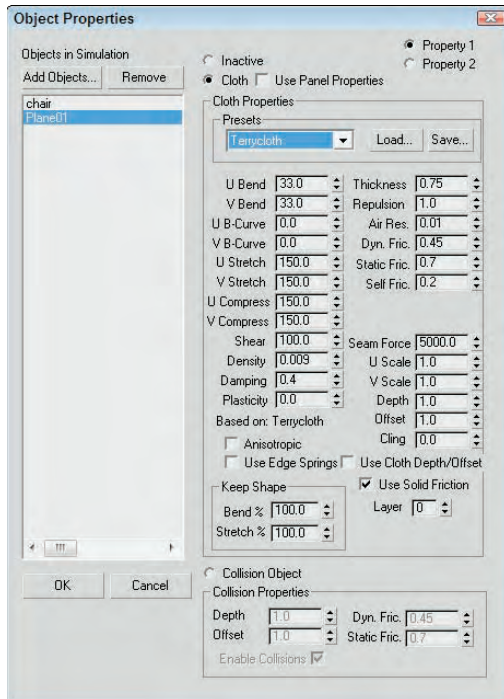 Object Properties
Objects in Simulation
Add Objects... Remove
chair
Plane01
OK Cancel
Inactive
Property 1
Property 2
Cloth Use Panel Properties
Cloth Properties
Presets
Terrycloth Load... Save...
U Bend 33.0 Thickness 0.75
V Bend 33.0 Repulsion 1.0
U B-Curve 0.0 Air Res. 0.01
V B-Curve 0.0 Dyn. Fric. 0.45
U Stretch 150.0 Static Fric. 0.7
V Stretch 150.0 Self Fric. 0.2
U Compress 150.0
V Compress 150.0
Shear 100.0 Seam Force 5000.0
Density 0.009 U Scale 1.0
Damping 0.4 V Scale 1.0
Plasticity 0.0 Depth 1.0
Based on: Terrycloth Offset 1.0
Anisotropic Cling 0.0
Use Edge Springs Use Cloth Depth/Offset
Keep Shape Use Solid Friction
Bend % 100.0 Layer 0
Stretch % 100.0
Collision Object
Collision Properties
Depth 1.0 Dyn. Fric. 0.45
Offset 1.0 Static Fric. 0.7
Enable Collisions